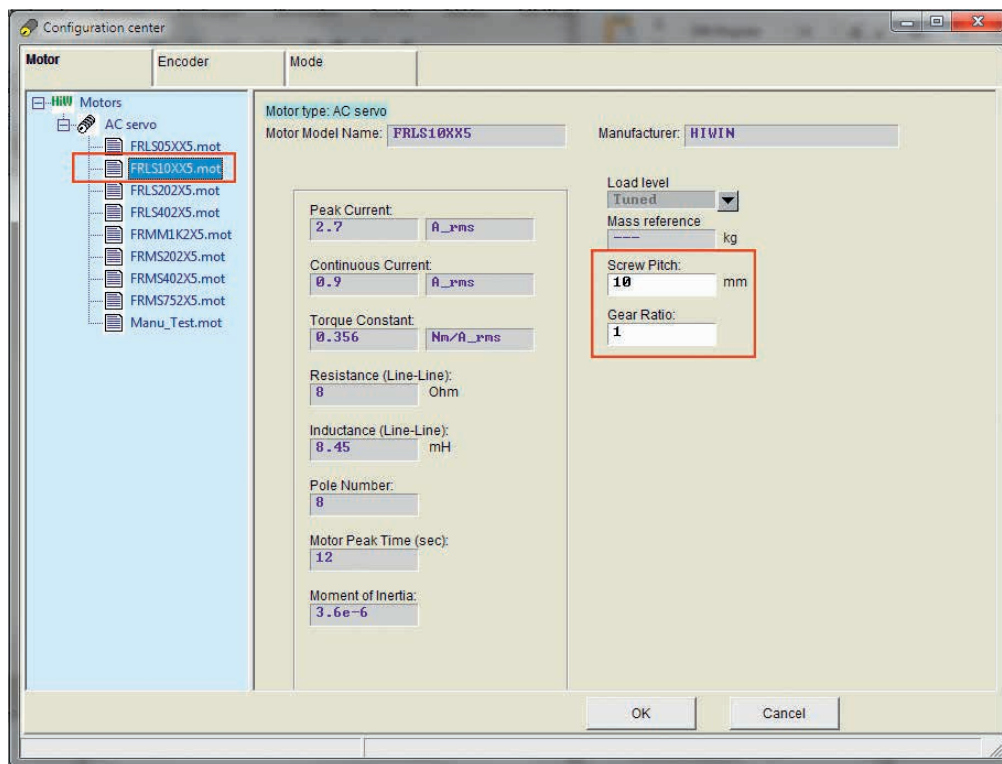 Configuration center
Motor Encoder Mode
HiW Motors
AC servo
FRLS05XX5.mot
FRLS10XX5.mot
FRLS202X5.mot
FRLS402X5.mot
FRMM1K2X5.mot
FRMS202X5.mot
FRMS402X5.mot
FRMS752X5.mot
Manu_Test.mot
Motor type: AC servo
Motor Model Name: FRLS10XX5 Manufacturer: HIWIN
Peak Current:
2.7 A_rms
Continuous Current:
0.9 A_rms
Torque Constant:
0.356 Nm/A_rms
Resistance (Line-Line):
8 Ohm
Inductance (Line-Line):
8.45 mH
Pole Number:
8
Motor Peak Time (sec):
12
Moment of Inertia:
3.6e-6
Load level
Tuned
Mass reference
--- kg
Screw Pitch:
10 mm
Gear Ratio:
1
OK Cancel